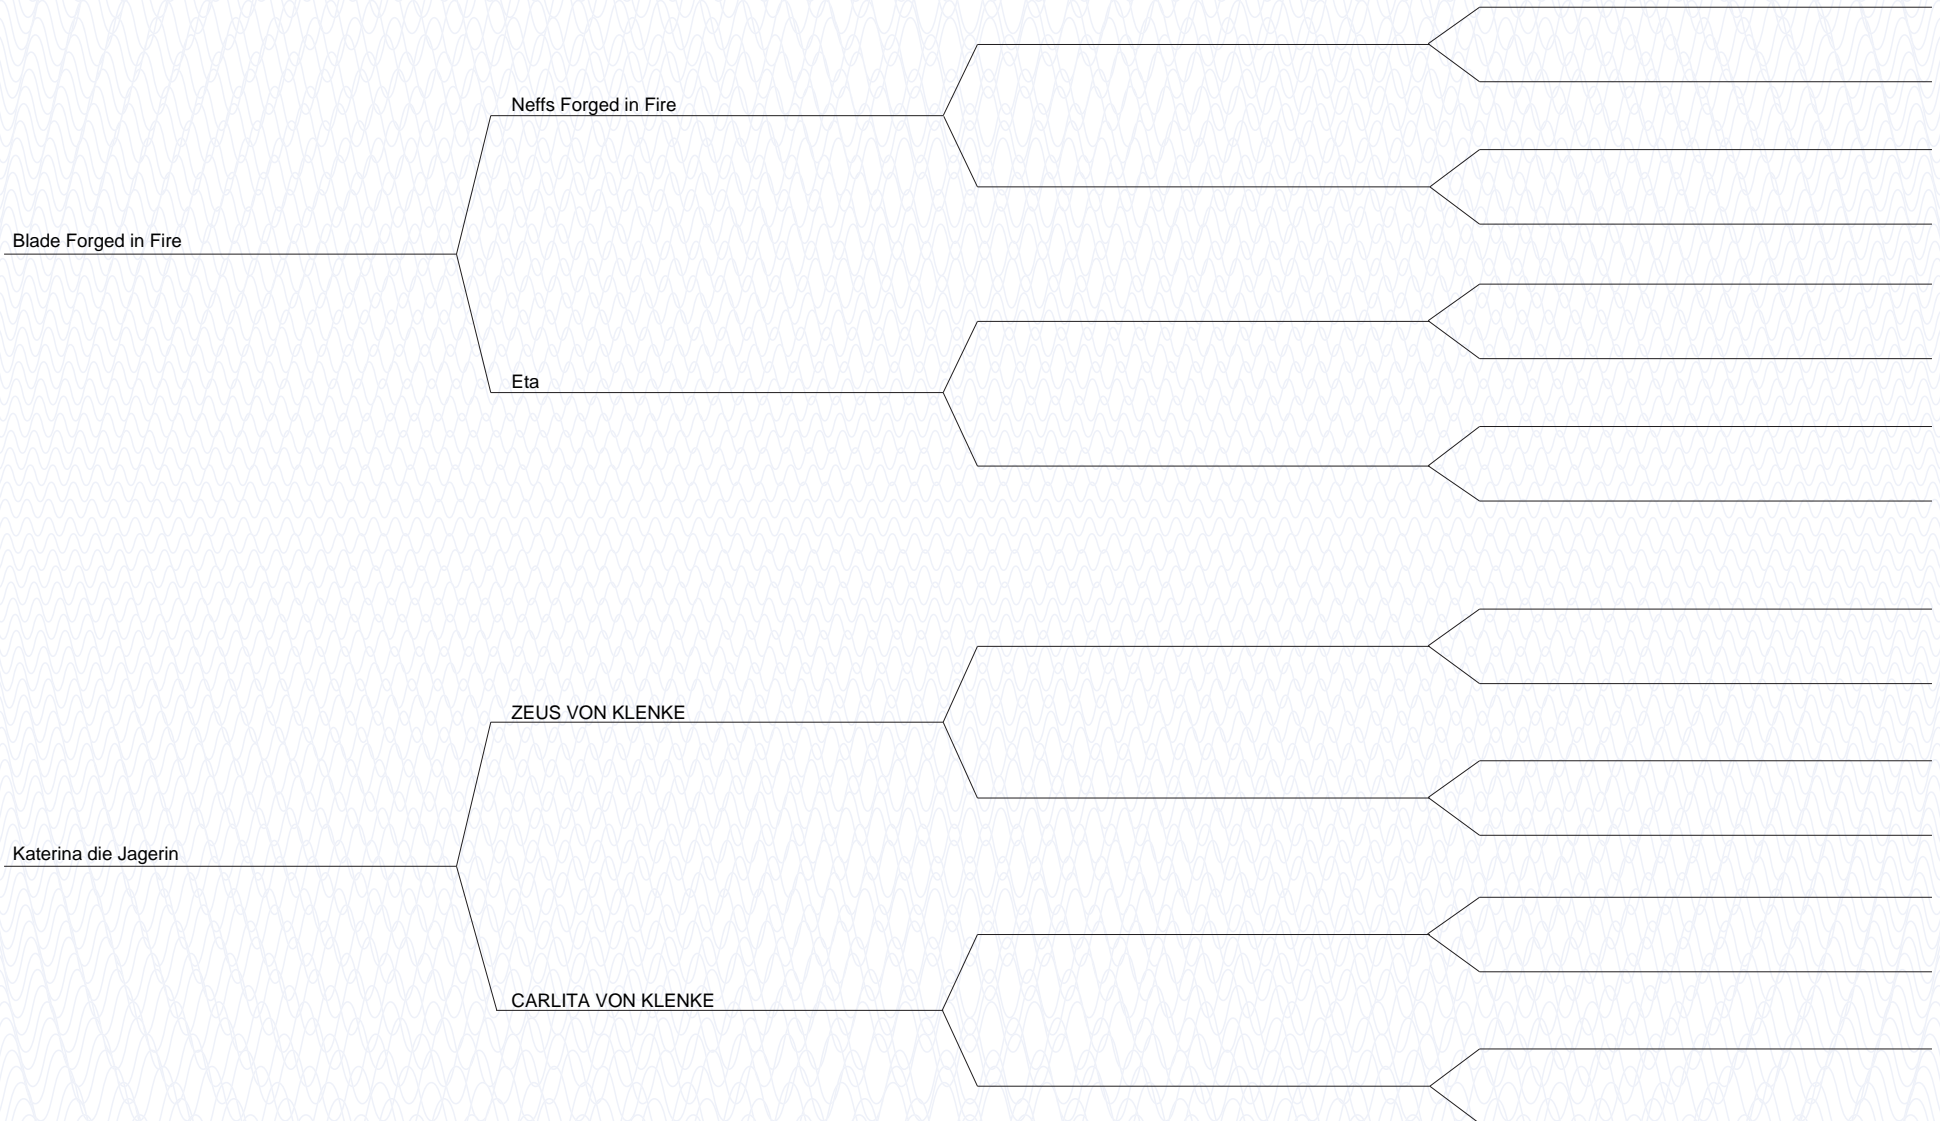 Neffs Forged in Fire
Blade Forged in Fire
Eta
ZEUS VON KLENKE
Katerina die Jagerin
CARLITA VON KLENKE